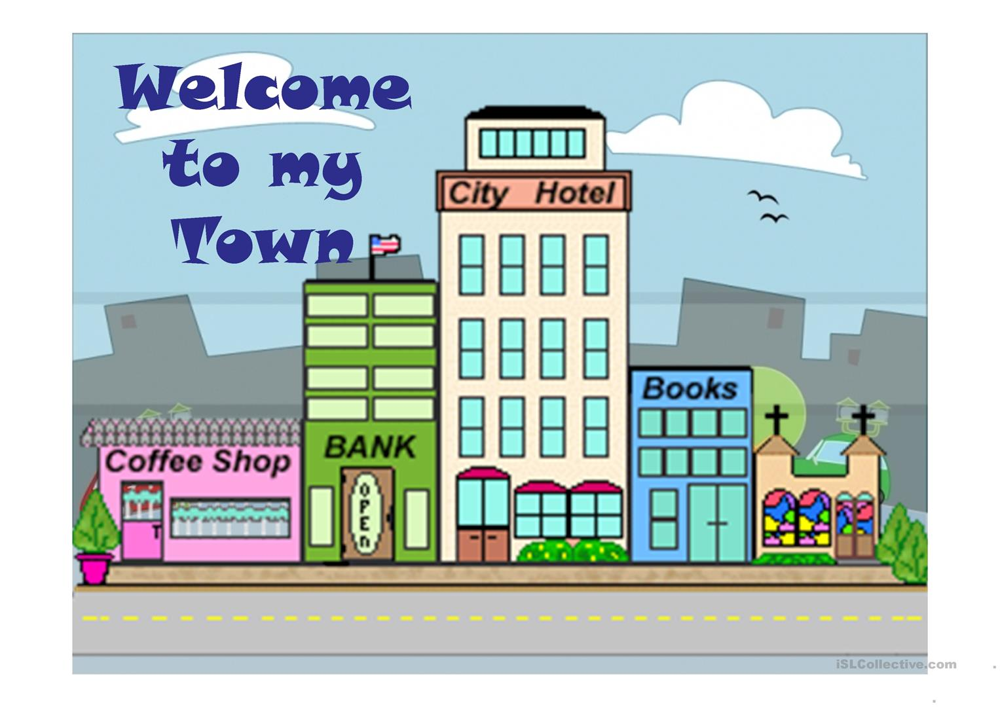 Welcome
to my
Town
City Hotel
Books
BANK
Coffee Shop
OPEn
iSLCollective.com